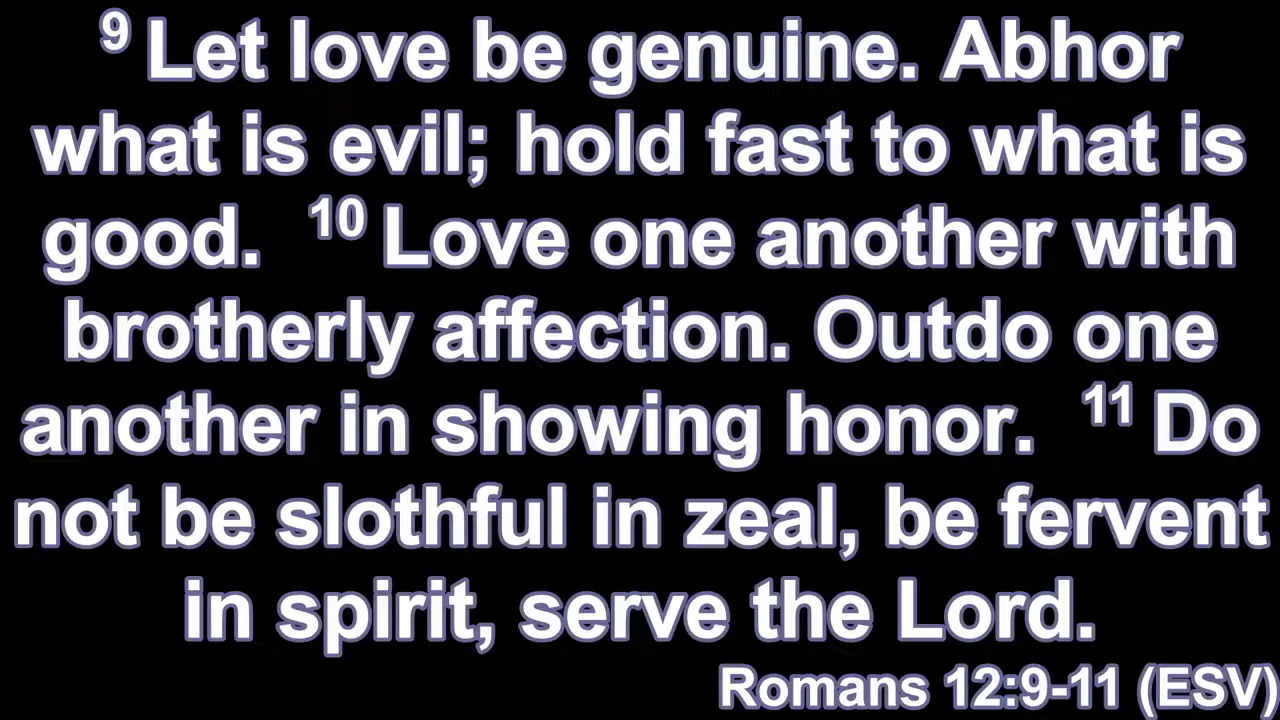 9 Let love be genuine. Abhor
what is evil; hold fast to what is
good. 10 Love one another with
brotherly affection. Outdo one
another in showing honor. 11 Do
not be slothful in zeal, be fervent
in spirit, serve the Lord.
Romans 12:9-11 (ESV)